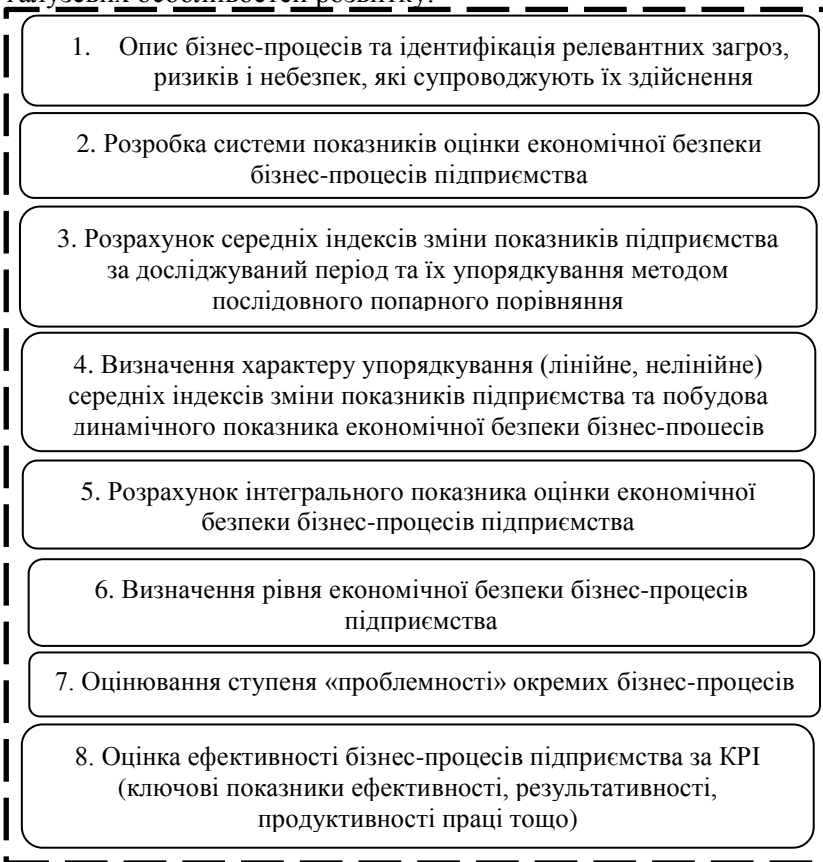 галузевих особливостей розвитку.
1. Опис бізнес-процесів та ідентифікація релевантних загроз,
ризиків і небезпек, які супроводжують їх здійснення
2. Розробка системи показників оцінки економічної безпеки
бізнес-процесів підприємства
3. Розрахунок середніх індексів зміни показників підприємства
за досліджуваний період та їх упорядкування методом
послідовного попарного порівняння
4. Визначення характеру упорядкування (лінійне, нелінійне)
середніх індексів зміни показників підприємства та побудова
динамічного показника економічної безпеки бізнес-процесів
5. Розрахунок інтегрального показника оцінки економічної
безпеки бізнес-процесів підприємства
6. Визначення рівня економічної безпеки бізнес-процесів
підприємства
7. Оцінювання ступеня «проблемності» окремих бізнес-процесів
8. Оцінка ефективності бізнес-процесів підприємства за КРІ
(ключові показники ефективності, результативності,
продуктивності праці тощо)